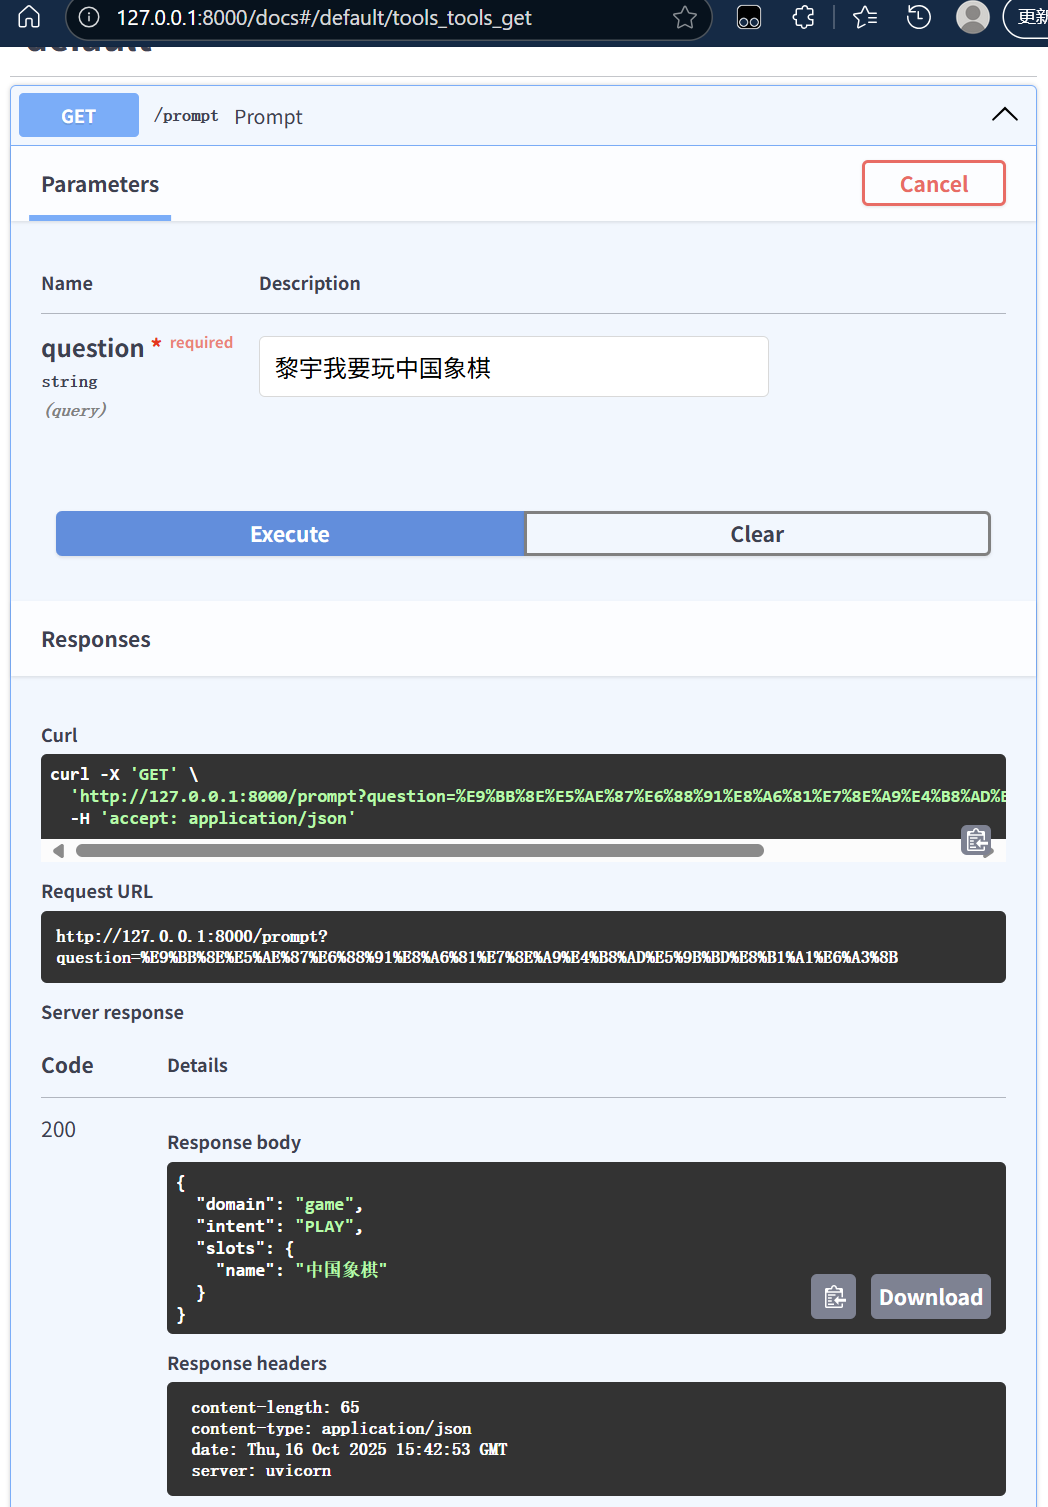 127.0.0.1:8000/docs#/default/tools_tools_get
更新
default
GET /prompt Prompt
Parameters
Cancel
Name Description
question * required
string
(query)
黎宇我要玩中国象棋
Execute
Clear
Responses
Curl
curl -X 'GET' \
'http://127.0.0.1:8000/prompt?question=%E9%BB%8E%E5%AE%87%E6%88%91%E8%A6%81%E7%8E%A9%E4%B8%AD%E
-H 'accept: application/json'
Request URL
http://127.0.0.1:8000/prompt?
question=%E9%BB%8E%E5%AE%87%E6%88%91%E8%A6%81%E7%8E%A9%E4%B8%AD%E5%9B%BD%E8%B1%A1%E6%A3%8B
Server response
Code Details
200
Response body
{
"domain": "game",
"intent": "PLAY",
"slots": {
"name": "中国象棋"
}
}
Download
Response headers
content-length: 65
content-type: application/json
date: Thu,16 Oct 2025 15:42:53 GMT
server: uvicorn